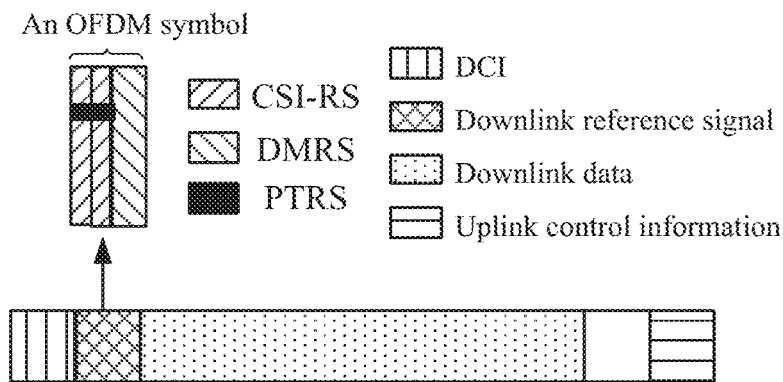 An OFDM symbol
CSI-RS
DMRS
PTRS
DCI
Downlink reference signal
Downlink data
Uplink control information